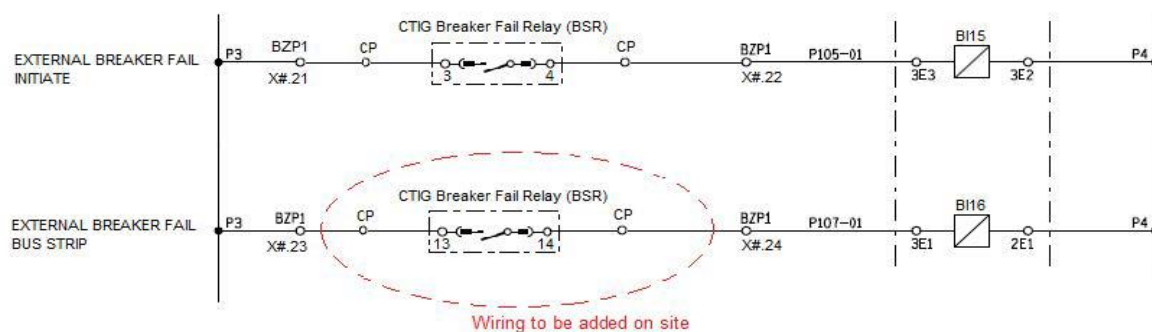 CTIG Breaker Fail Relay (BSR)
EXTERNAL BREAKER FAIL
INITIATE
P3
BZP1
X#.21
CP
3
4
CP
BZP1
X#.22
P105-01
3E3
BI15
3E2
P4
CTIG Breaker Fail Relay (BSR)
EXTERNAL BREAKER FAIL
BUS STRIP
P3
BZP1
X#.23
CP
13
14
CP
BZP1
X#.24
P107-01
3E1
BI16
2E1
P4
Wiring to be added on site